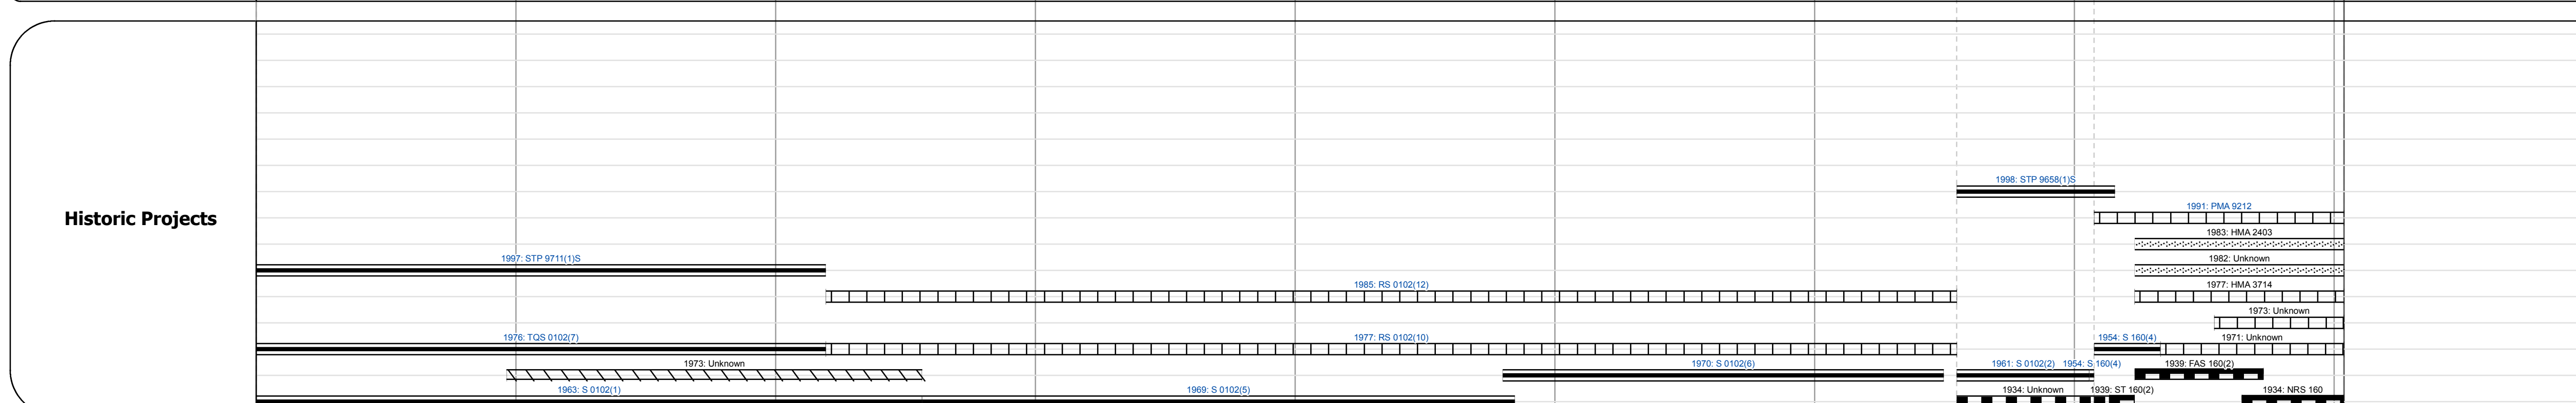 1998: STP 9658(1)S
1991: PMA 9212
Historic Projects
1983: HMA 2403
1997: STP 9711(1)S
1982: Unknown
1985: RS 0102(12)
1977: HMA 3714
1973: Unknown
1976: TQS 0102(7)
1977: RS 0102(10)
1954: S 160(4)
1971: Unknown
1973: Unknown
1970: S 0102(6)
1961: S 0102(2)
1954: S 160(4)
1939: FAS 160(2)
1963: S 0102(1)
1969: S 0102(5)
1934: Unknown
1939: ST 160(2)
1934: NRS 160